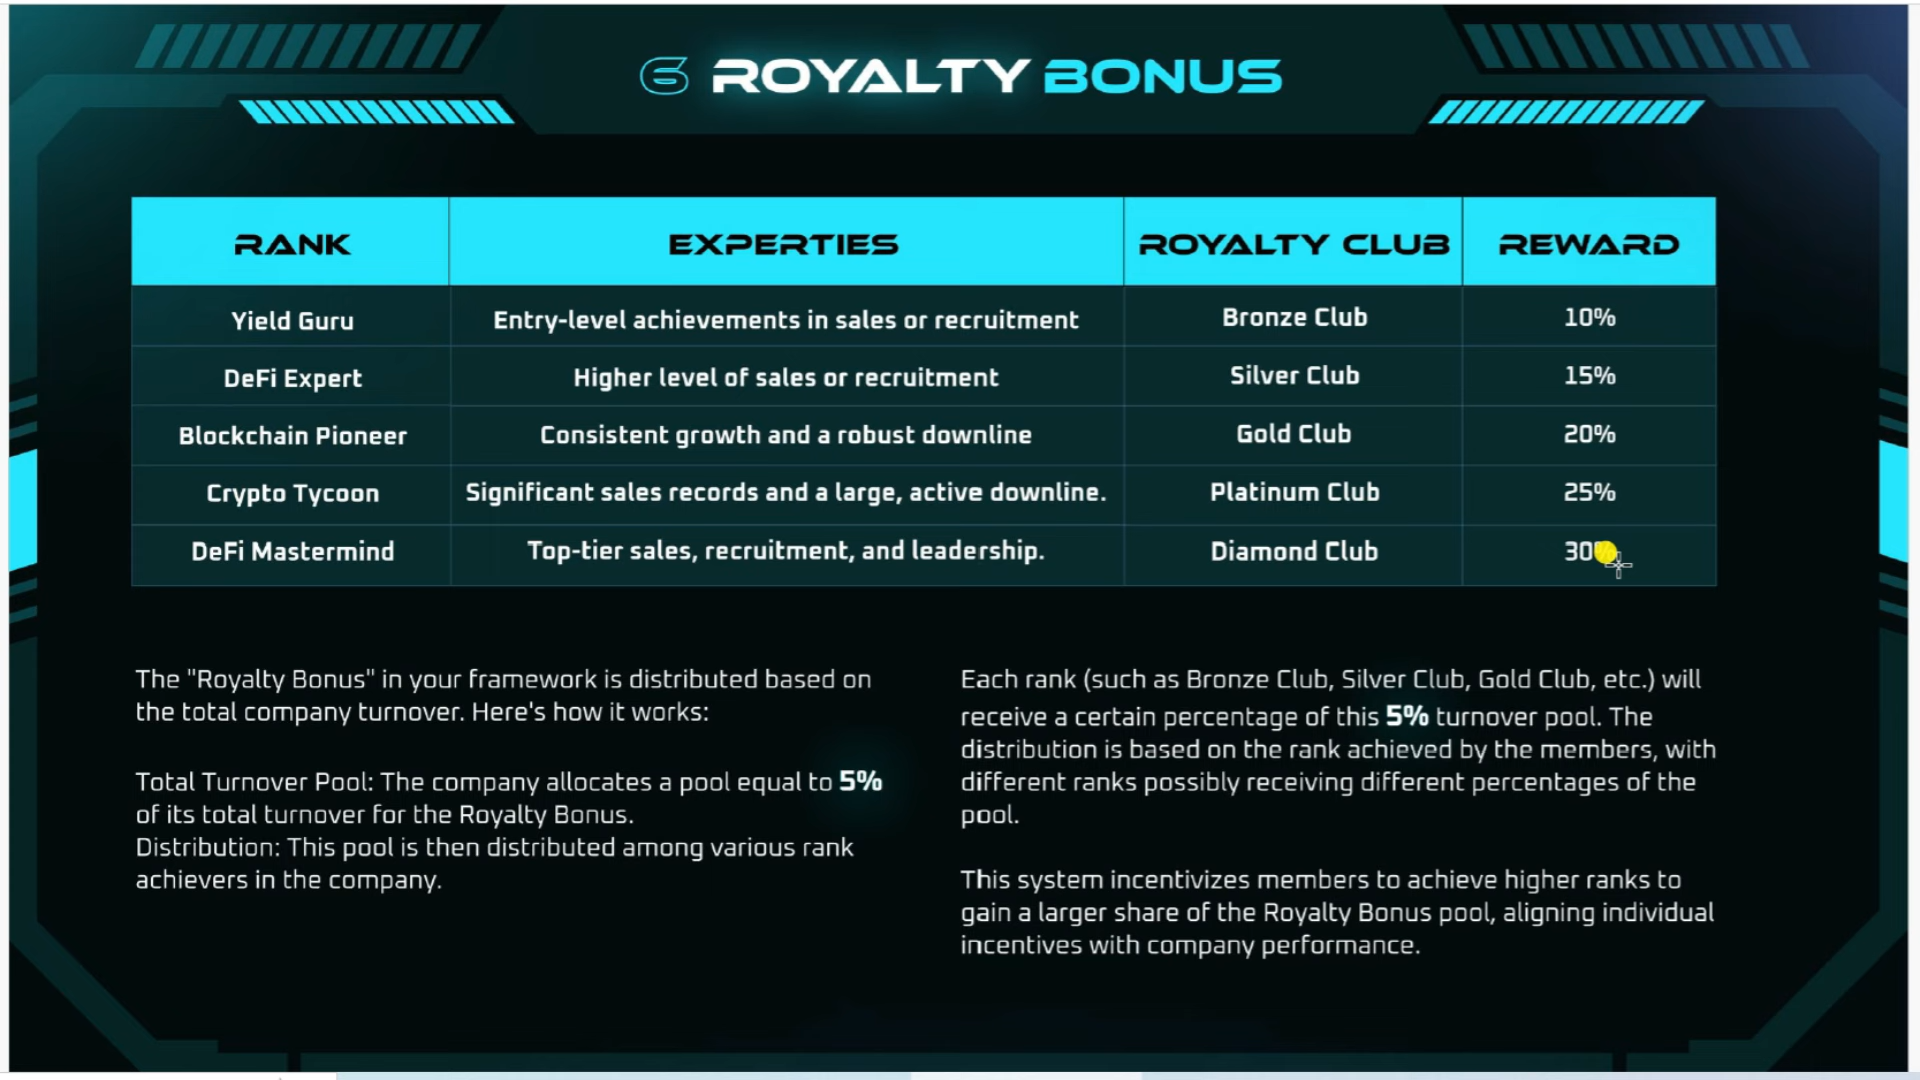 6 ROYALTY BONUS
RANK EXPERTIES ROYALTY CLUB REWARD
Yield Guru Entry-level achievements in sales or recruitment Bronze Club 10%
DeFi Expert Higher level of sales or recruitment Silver Club 15%
Blockchain Pioneer Consistent growth and a robust downline Gold Club 20%
Crypto Tycoon Significant sales records and a large, active downline. Platinum Club 25%
DeFi Mastermind Top-tier sales, recruitment, and leadership. Diamond Club 30%
The "Royalty Bonus" in your framework is distributed based on
the total company turnover. Here's how it works:
Total Turnover Pool: The company allocates a pool equal to 5%
of its total turnover for the Royalty Bonus.
Distribution: This pool is then distributed among various rank
achievers in the company.
Each rank (such as Bronze Club, Silver Club, Gold Club, etc.) will
receive a certain percentage of this 5% turnover pool. The
distribution is based on the rank achieved by the members, with
different ranks possibly receiving different percentages of the
pool.
This system incentivizes members to achieve higher ranks to
gain a larger share of the Royalty Bonus pool, aligning individual
incentives with company performance.